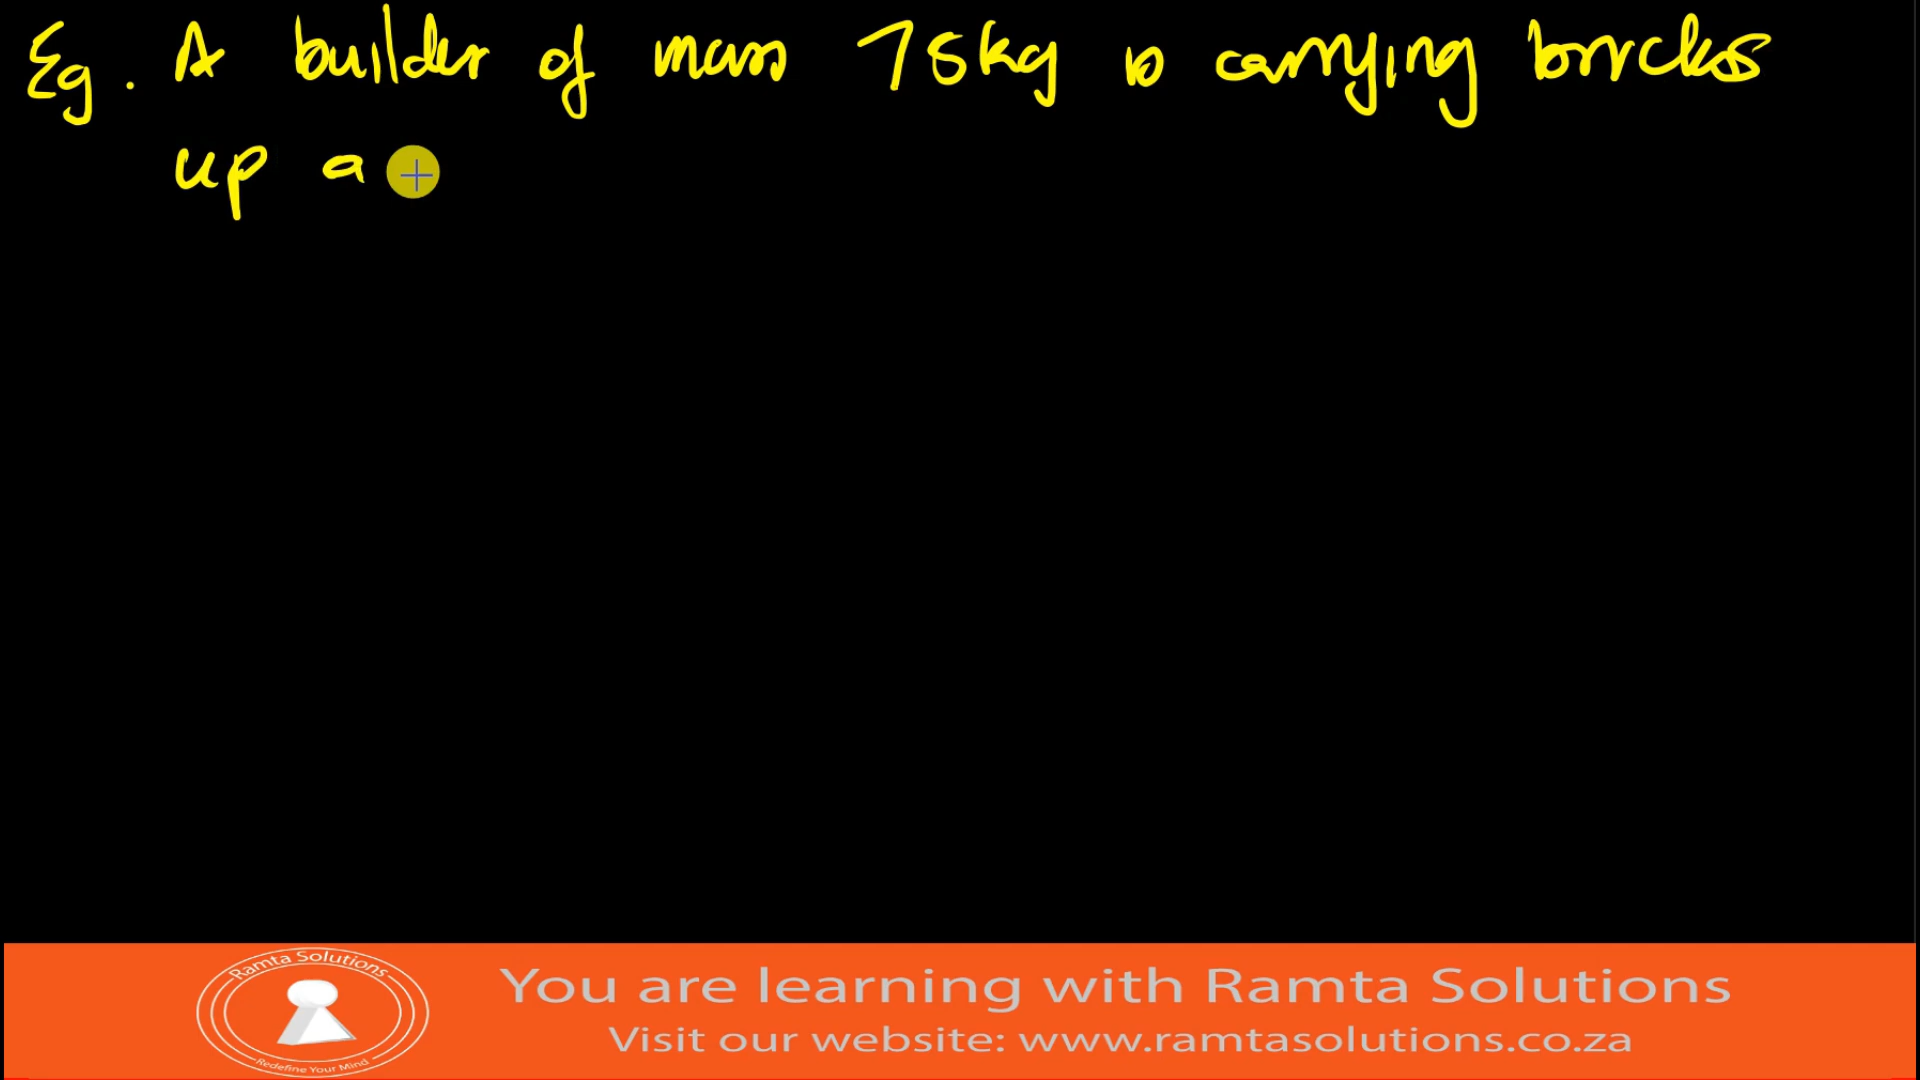 Eg. A builder of mass 75kg is carrying bricks
up a
Ramta Solutions
Redefine Your Mind
You are learning with Ramta Solutions
Visit our website: www.ramtasolutions.co.za